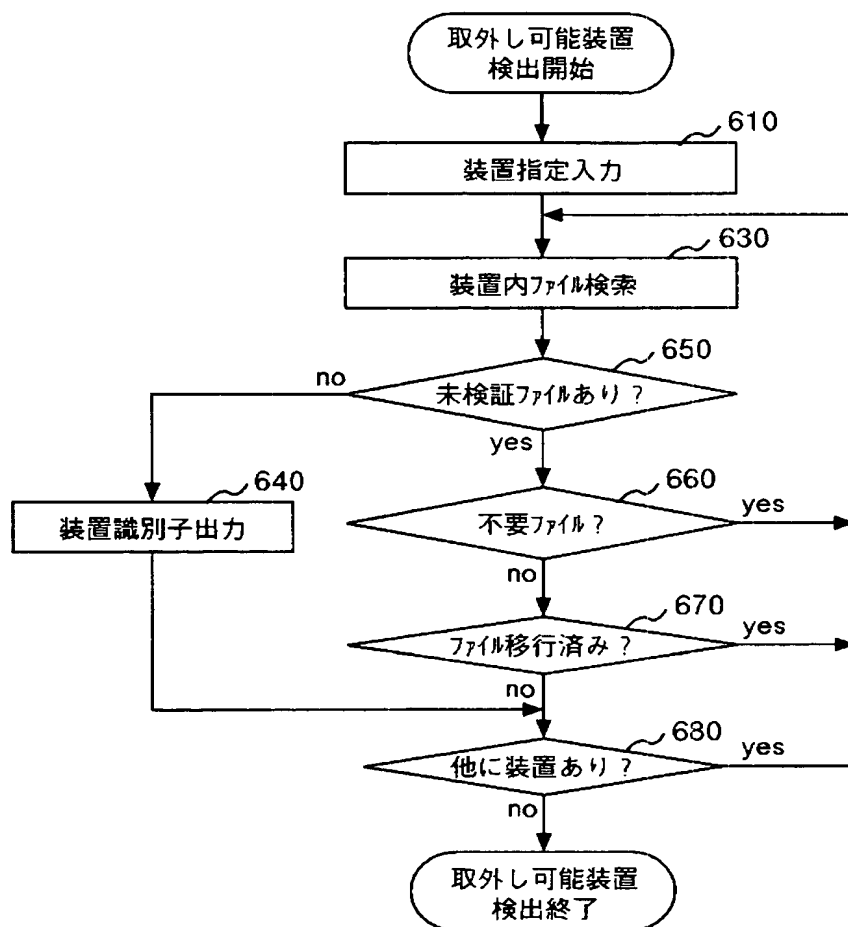 取外し可能装置
検出開始
610
装置指定入力
630
装置内ファイル検索
650
no
未検証ファイルあり？
yes
640
装置識別子出力
660
不要ファイル？
yes
no
670
ファイル移行済み？
yes
no
680
他に装置あり？
yes
no
取外し可能装置
検出終了